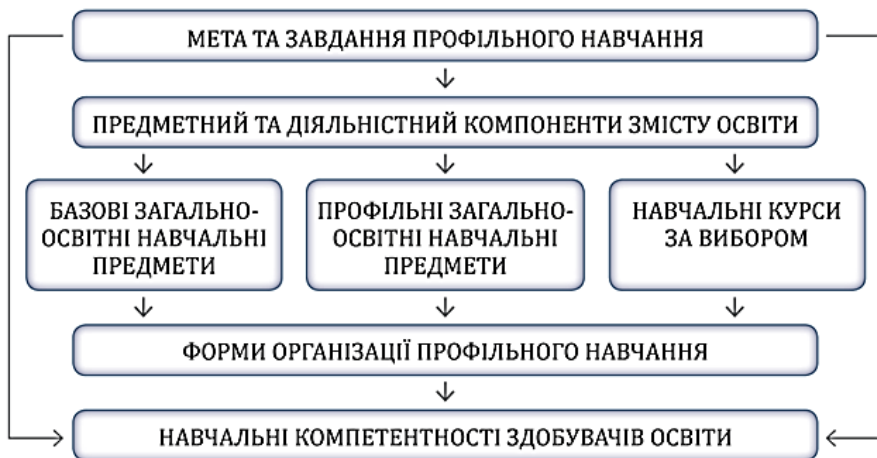 МЕТА ТА ЗАВДАННЯ ПРОФІЛЬНОГО НАВЧАННЯ
ПРЕДМЕТНИЙ ТА ДІЯЛЬНІСТНИЙ КОМПОНЕНТИ ЗМІСТУ ОСВІТИ
БАЗОВІ ЗАГАЛЬНО-
ОСВІТНІ НАВЧАЛЬНІ
ПРЕДМЕТИ
ПРОФІЛЬНІ ЗАГАЛЬНО-
ОСВІТНІ НАВЧАЛЬНІ
ПРЕДМЕТИ
НАВЧАЛЬНІ КУРСИ
ЗА ВИБОРОМ
ФОРМИ ОРГАНІЗАЦІЇ ПРОФІЛЬНОГО НАВЧАННЯ
НАВЧАЛЬНІ КОМПЕТЕНТНОСТІ ЗДОБУВАЧІВ ОСВІТИ